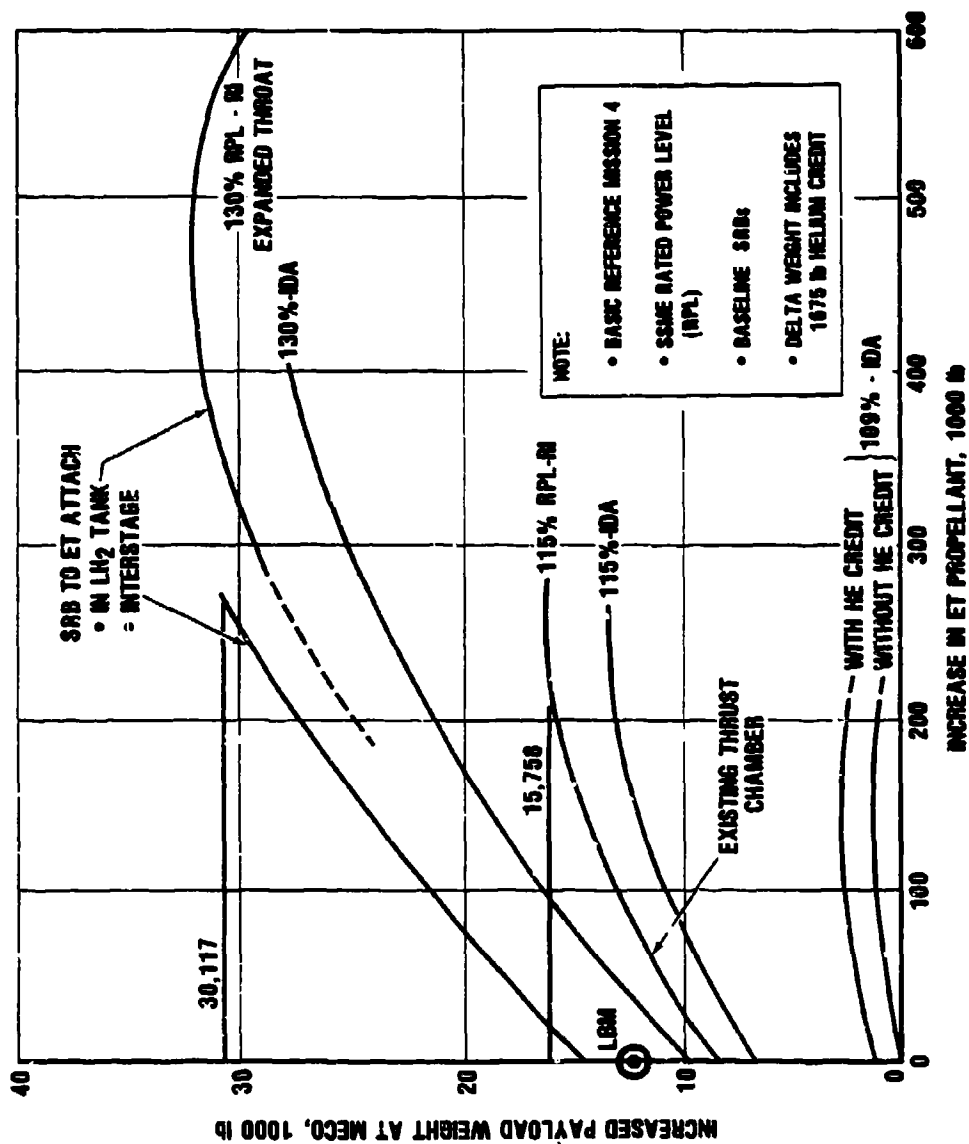 40
30
20
10
0
INCREASED PAYLOAD WEIGHT AT MECO, 1000 lb
30,117
SRB TO ET ATTACH
• IN LH₂ TANK
= INTERSTAGE
130% RPL - RI
EXPANDED THROAT
130%-IDA
15,758
115% RPL-RI
115%-IDA
LBM
EXISTING THRUST
CHAMBER
NOTE:
• BASIC REFERENCE MISSION 4
• SSME RATED POWER LEVEL
(RPL)
• BASELINE SRBs
• DELTA WEIGHT INCLUDES
1675 lb HELIUM CREDIT
WITH HE CREDIT
WITHOUT HE CREDIT
109% - IDA
0 100 200 300 400 500 600
INCREASE IN ET PROPELLANT, 1000 lb